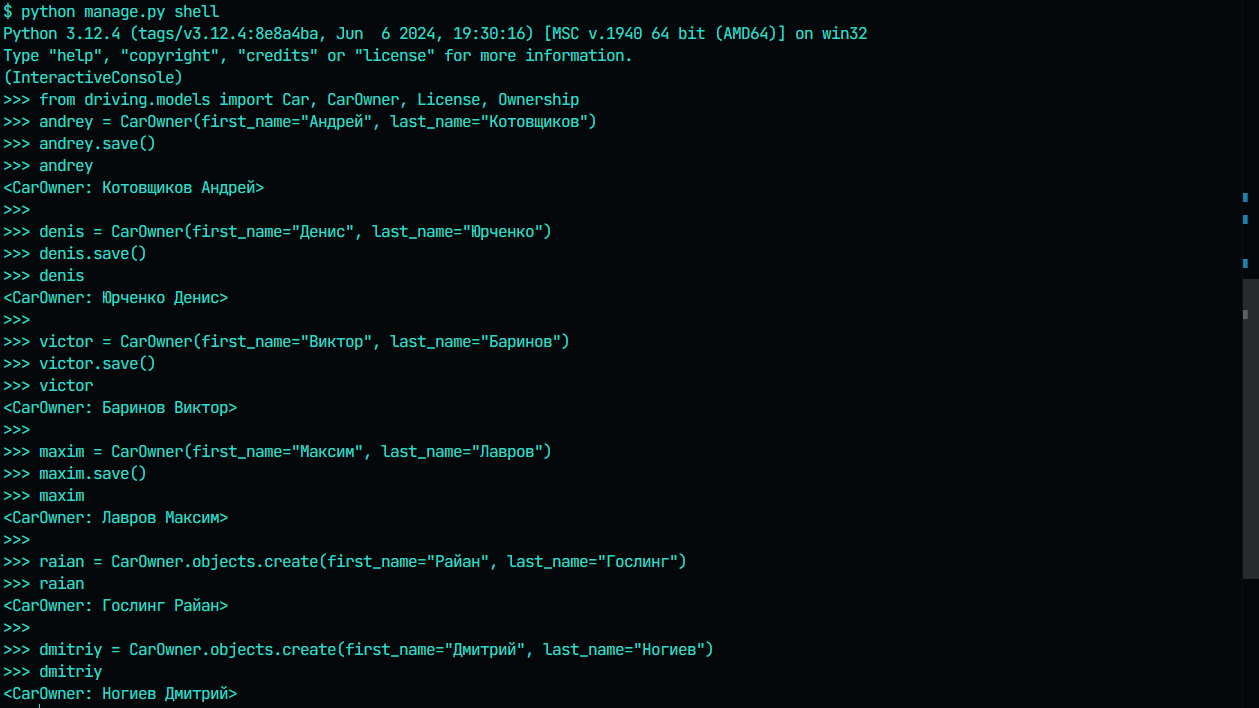 $ python manage.py shell
Python 3.12.4 (tags/v3.12.4:8e8a4ba, Jun  6 2024, 19:30:16) [MSC v.1940 64 bit (AMD64)] on win32
Type "help", "copyright", "credits" or "license" for more information.
(InteractiveConsole)
>>> from driving.models import Car, CarOwner, License, Ownership
>>> andrey = CarOwner(first_name="Андрей", last_name="Котовщиков")
>>> andrey.save()
>>> andrey
<CarOwner: Котовщиков Андрей>
>>>
>>> denis = CarOwner(first_name="Денис", last_name="Юрченко")
>>> denis.save()
>>> denis
<CarOwner: Юрченко Денис>
>>>
>>> victor = CarOwner(first_name="Виктор", last_name="Баринов")
>>> victor.save()
>>> victor
<CarOwner: Баринов Виктор>
>>>
>>> maxim = CarOwner(first_name="Максим", last_name="Лавров")
>>> maxim.save()
>>> maxim
<CarOwner: Лавров Максим>
>>>
>>> raian = CarOwner.objects.create(first_name="Райан", last_name="Гослинг")
>>> raian
<CarOwner: Гослинг Райан>
>>>
>>> dmitriy = CarOwner.objects.create(first_name="Дмитрий", last_name="Ногиев")
>>> dmitriy
<CarOwner: Ногиев Дмитрий>